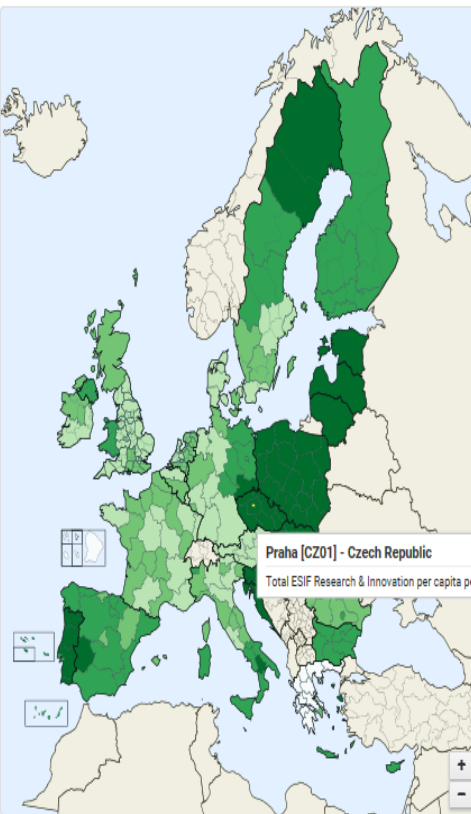 Praha [CZ01] - Czech Republic
Total ESIF Research & Innovation per capita p
+
−